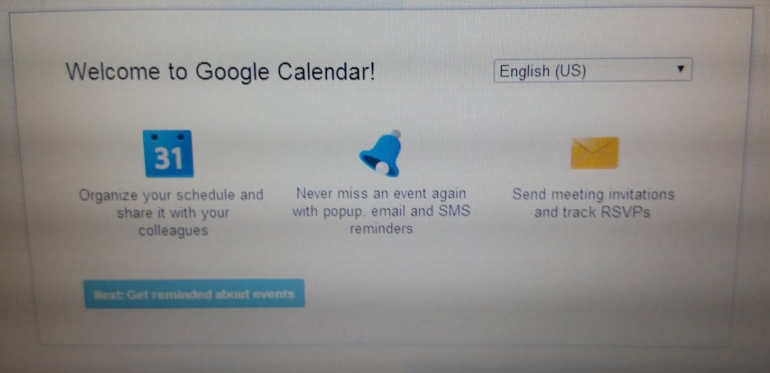 Welcome to Google Calendar!
English (US)
31
Organize your schedule and
share it with your
colleagues
Never miss an event again
with popup, email and SMS
reminders
Send meeting invitations
and track RSVPs
Next: Get reminded about events